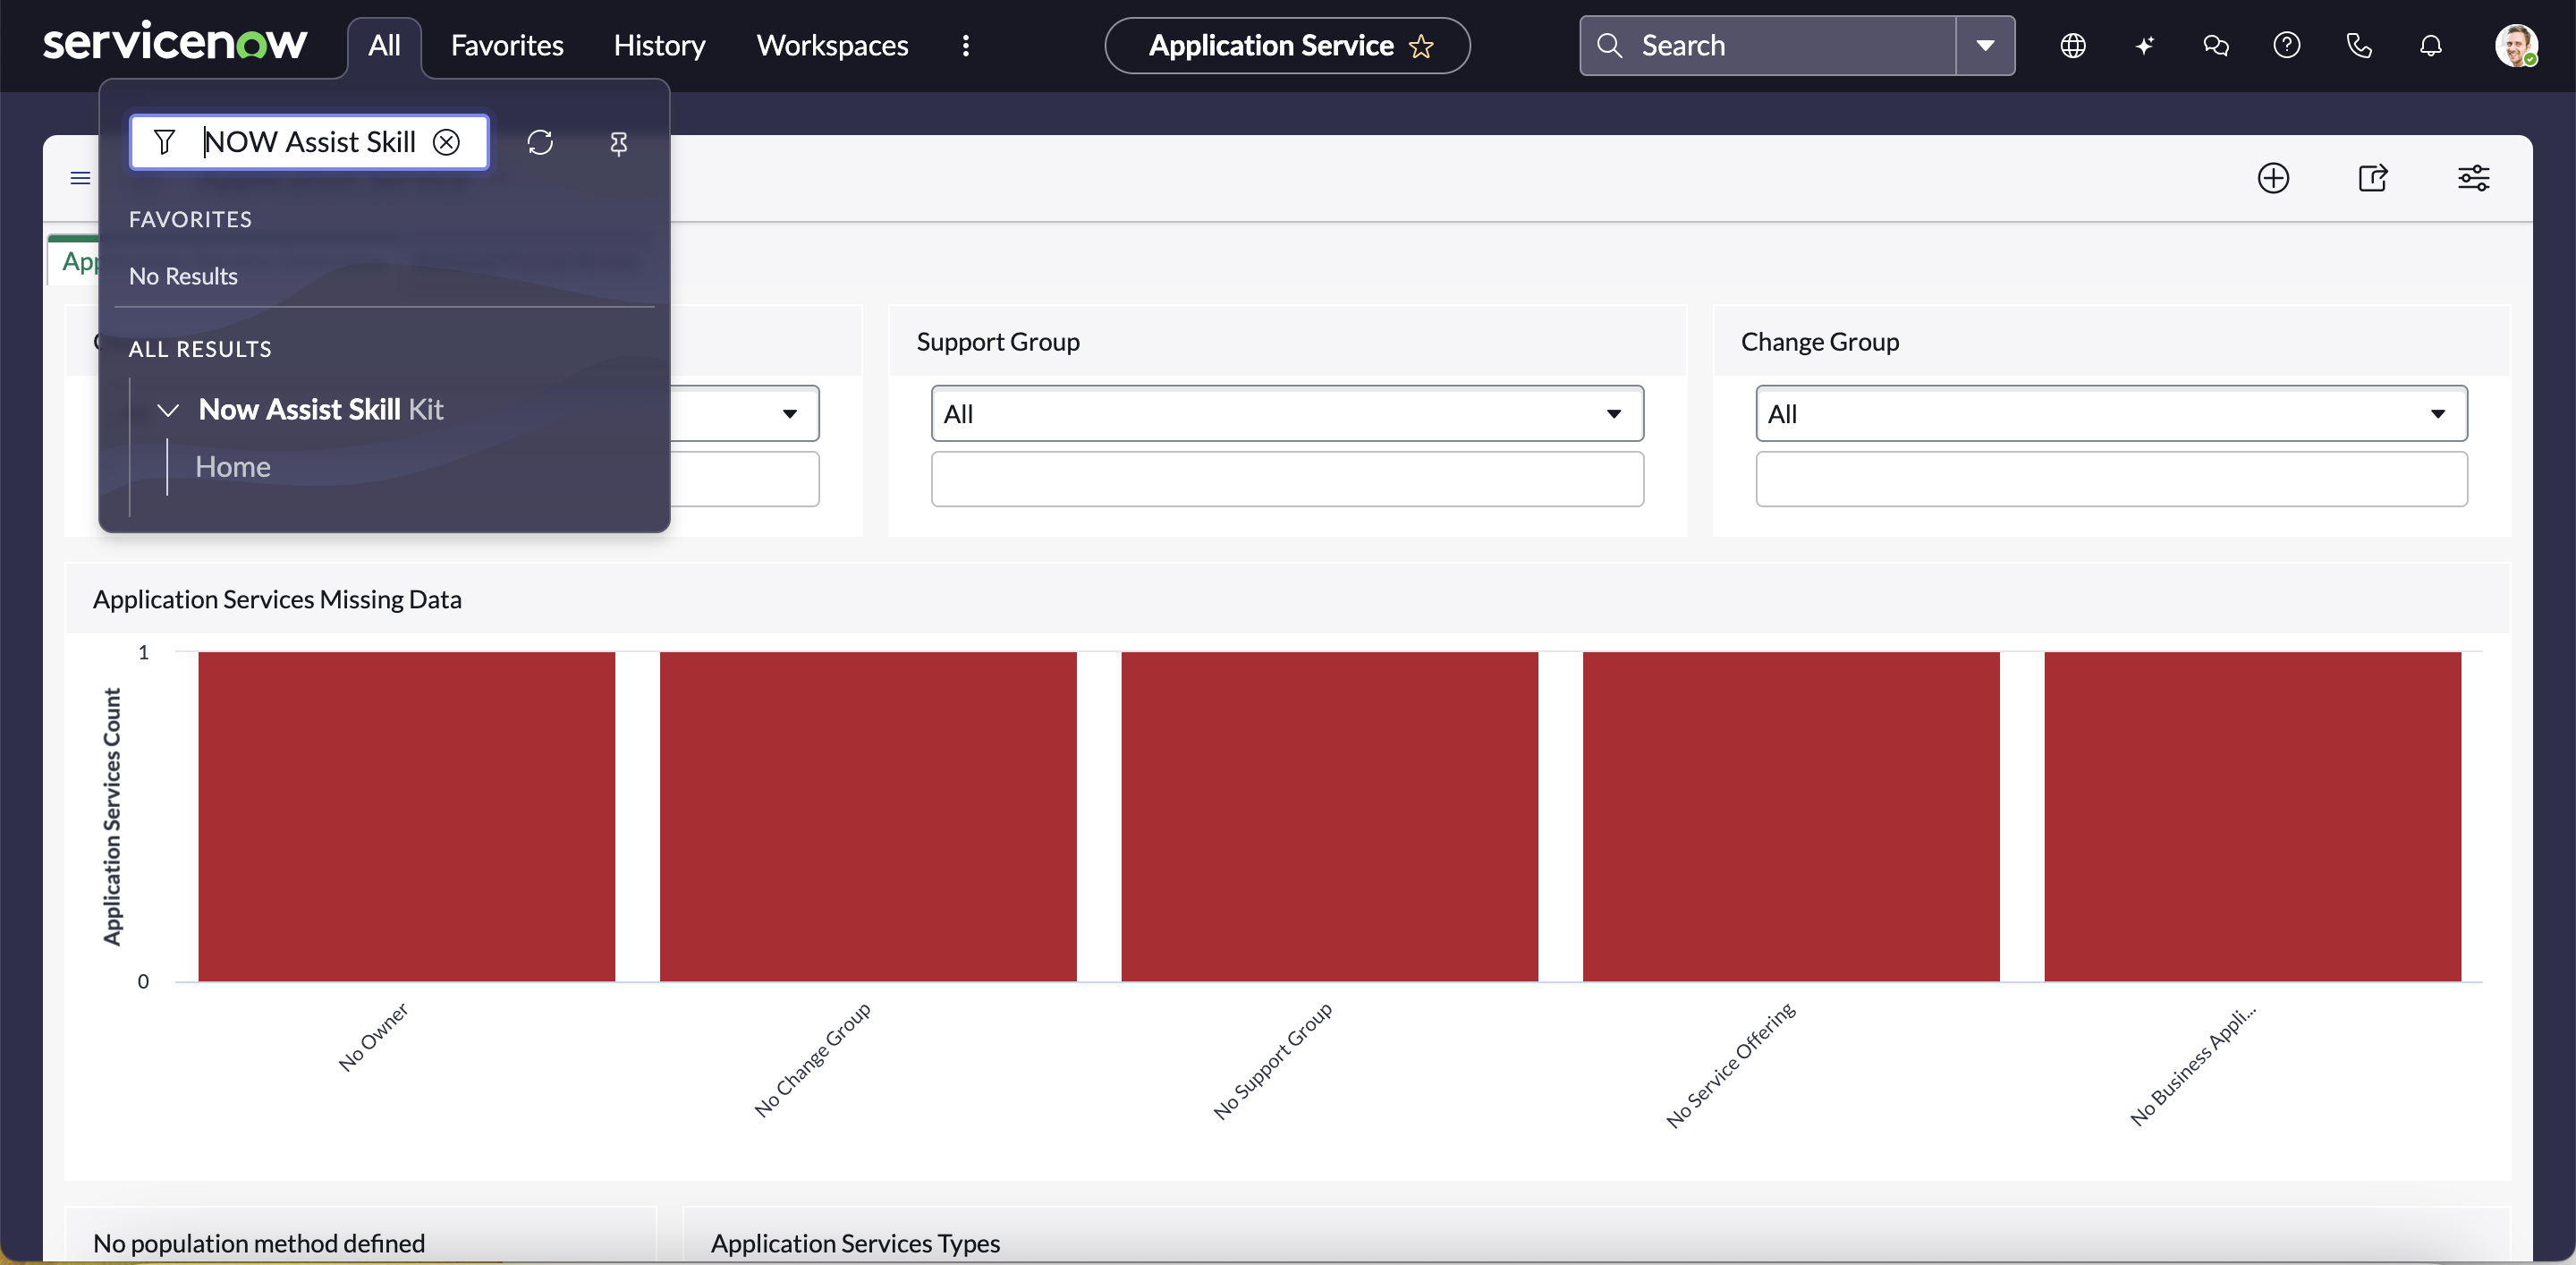 servicenow
All
Favorites
History
Workspaces
Application Service
Search
NOW Assist Skill
FAVORITES
No Results
ALL RESULTS
Now Assist Skill Kit
Home
App
Support Group
Change Group
All
All
Application Services Missing Data
Application Services Count
1
0
No Owner
No Change Group
No Support Group
No Service Offering
No Business Appli...
No population method defined
Application Services Types